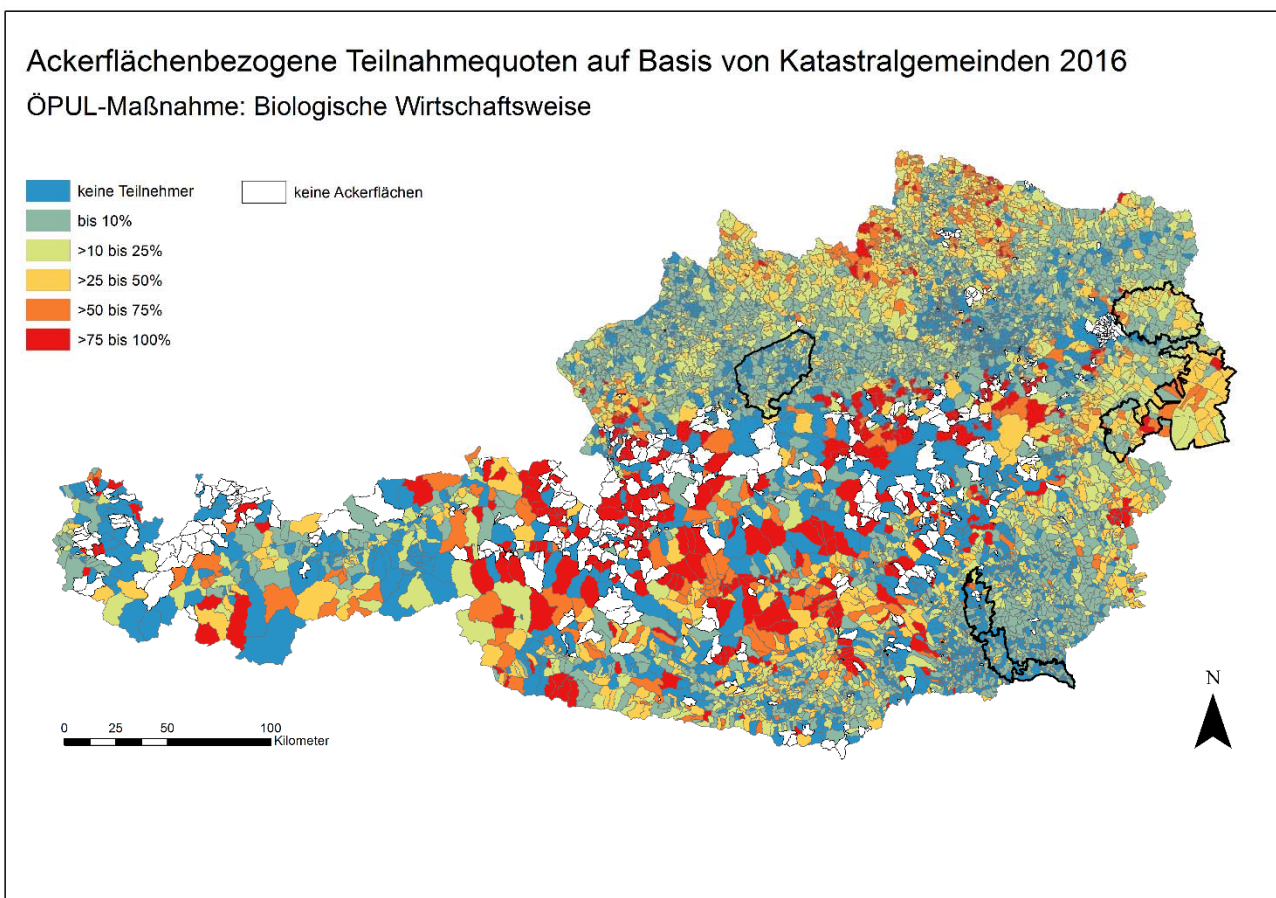 Ackerflächenbezogene Teilnahmequoten auf Basis von Katastralgemeinden 2016
ÖPUL-Maßnahme: Biologische Wirtschaftsweise
keine Teilnehmer
keine Ackerflächen
bis 10%
>10 bis 25%
>25 bis 50%
>50 bis 75%
>75 bis 100%
N
0 25 50 100
Kilometer